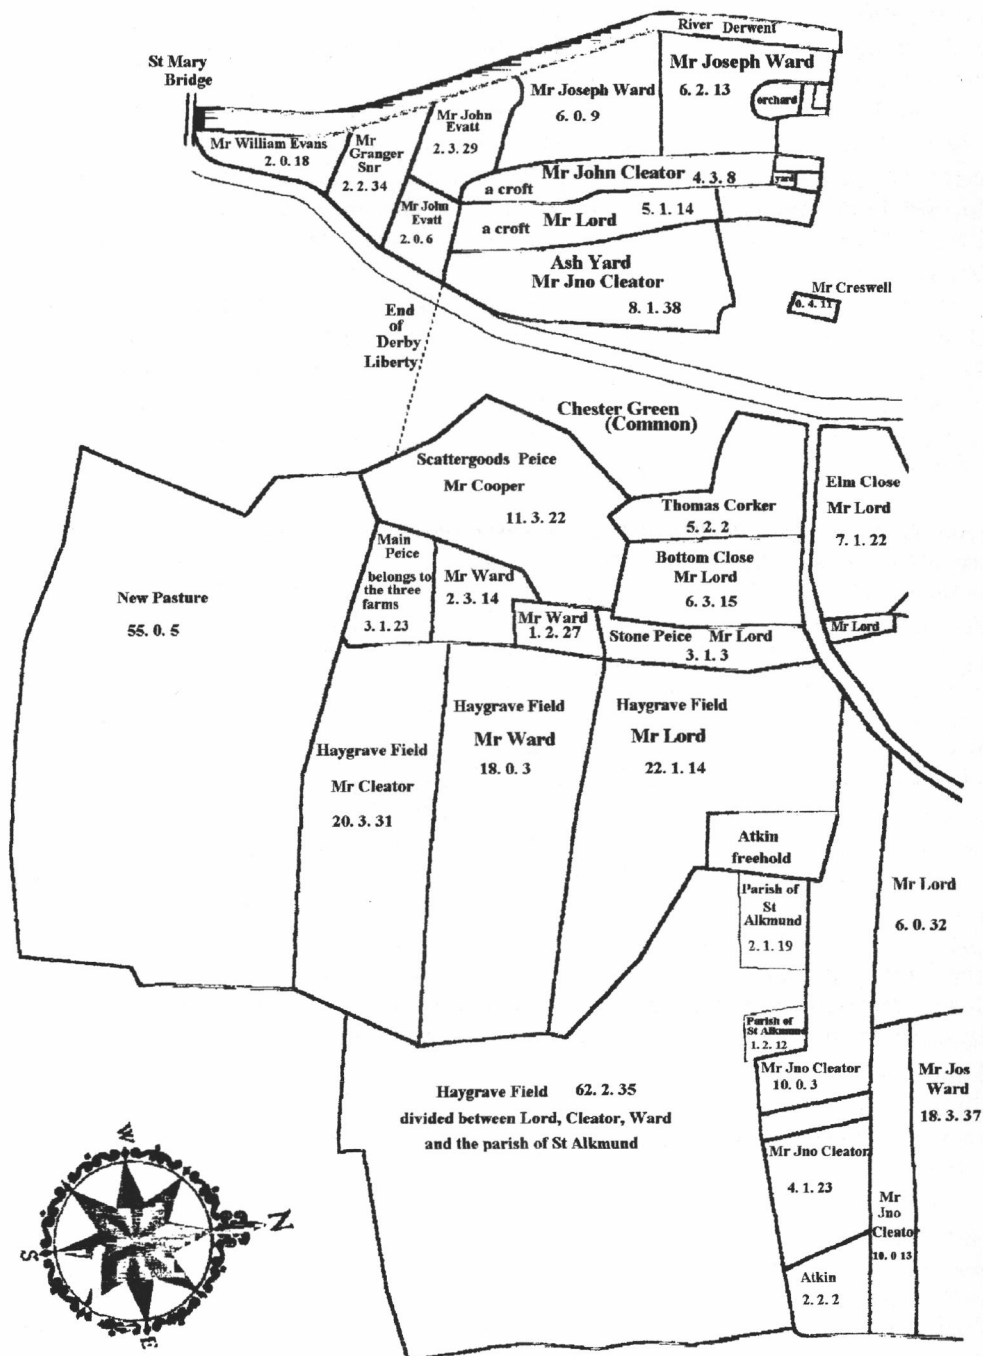 River Derwent
St Mary
Bridge
Mr Joseph Ward
6. 2. 13
orchard
Mr Joseph Ward
6. 0. 9
Mr John
Evatt
2. 3. 29
Mr William Evans
2. 0. 18
Mr
Granger
Snr
2. 2. 34
Mr John
Evatt
2. 0. 6
a croft Mr John Cleator 4. 3. 8
yard
a croft Mr Lord 5. 1. 14
Ash Yard
Mr Jno Cleator
8. 1. 38
Mr Creswell
0. 4. 11
End
of
Derby
Liberty
Chester Green
(Common)
Scattergoods Peice
Mr Cooper
11. 3. 22
Thomas Corker
5. 2. 2
Elm Close
Mr Lord
7. 1. 22
Main
Peice
belongs to
the three
farms
3. 1. 23
Mr Ward
2. 3. 14
Bottom Close
Mr Lord
6. 3. 15
New Pasture
55. 0. 5
Mr Ward
1. 2. 27
Stone Peice Mr Lord
3. 1. 3
Mr Lord
Haygrave Field
Mr Cleator
20. 3. 31
Haygrave Field
Mr Ward
18. 0. 3
Haygrave Field
Mr Lord
22. 1. 14
Atkin
freehold
Parish of
St
Alkmund
2. 1. 19
Mr Lord
6. 0. 32
Parish of
St Alkmund
1. 2. 12
Mr Jno Cleator
10. 0. 3
Mr Jos
Ward
18. 3. 37
Haygrave Field 62. 2. 35
divided between Lord, Cleator, Ward
and the parish of St Alkmund
Mr Jno Cleator
4. 1. 23
Mr
Jno
Cleator
10. 0 13
Atkin
2. 2. 2
W
N
S
E